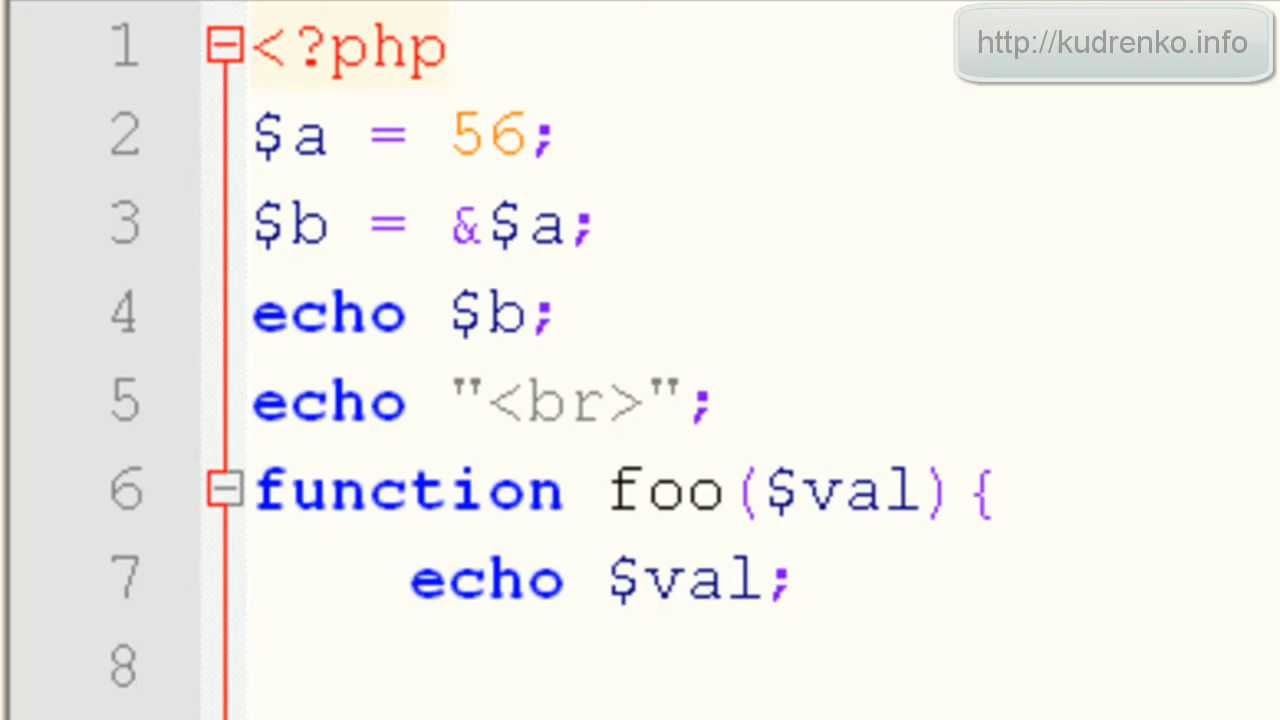 http://kudrenko.info
1 <?php
2 $a = 56;
3 $b = &$a;
4 echo $b;
5 echo "<br>";
6 function foo($val){
7     echo $val;
8